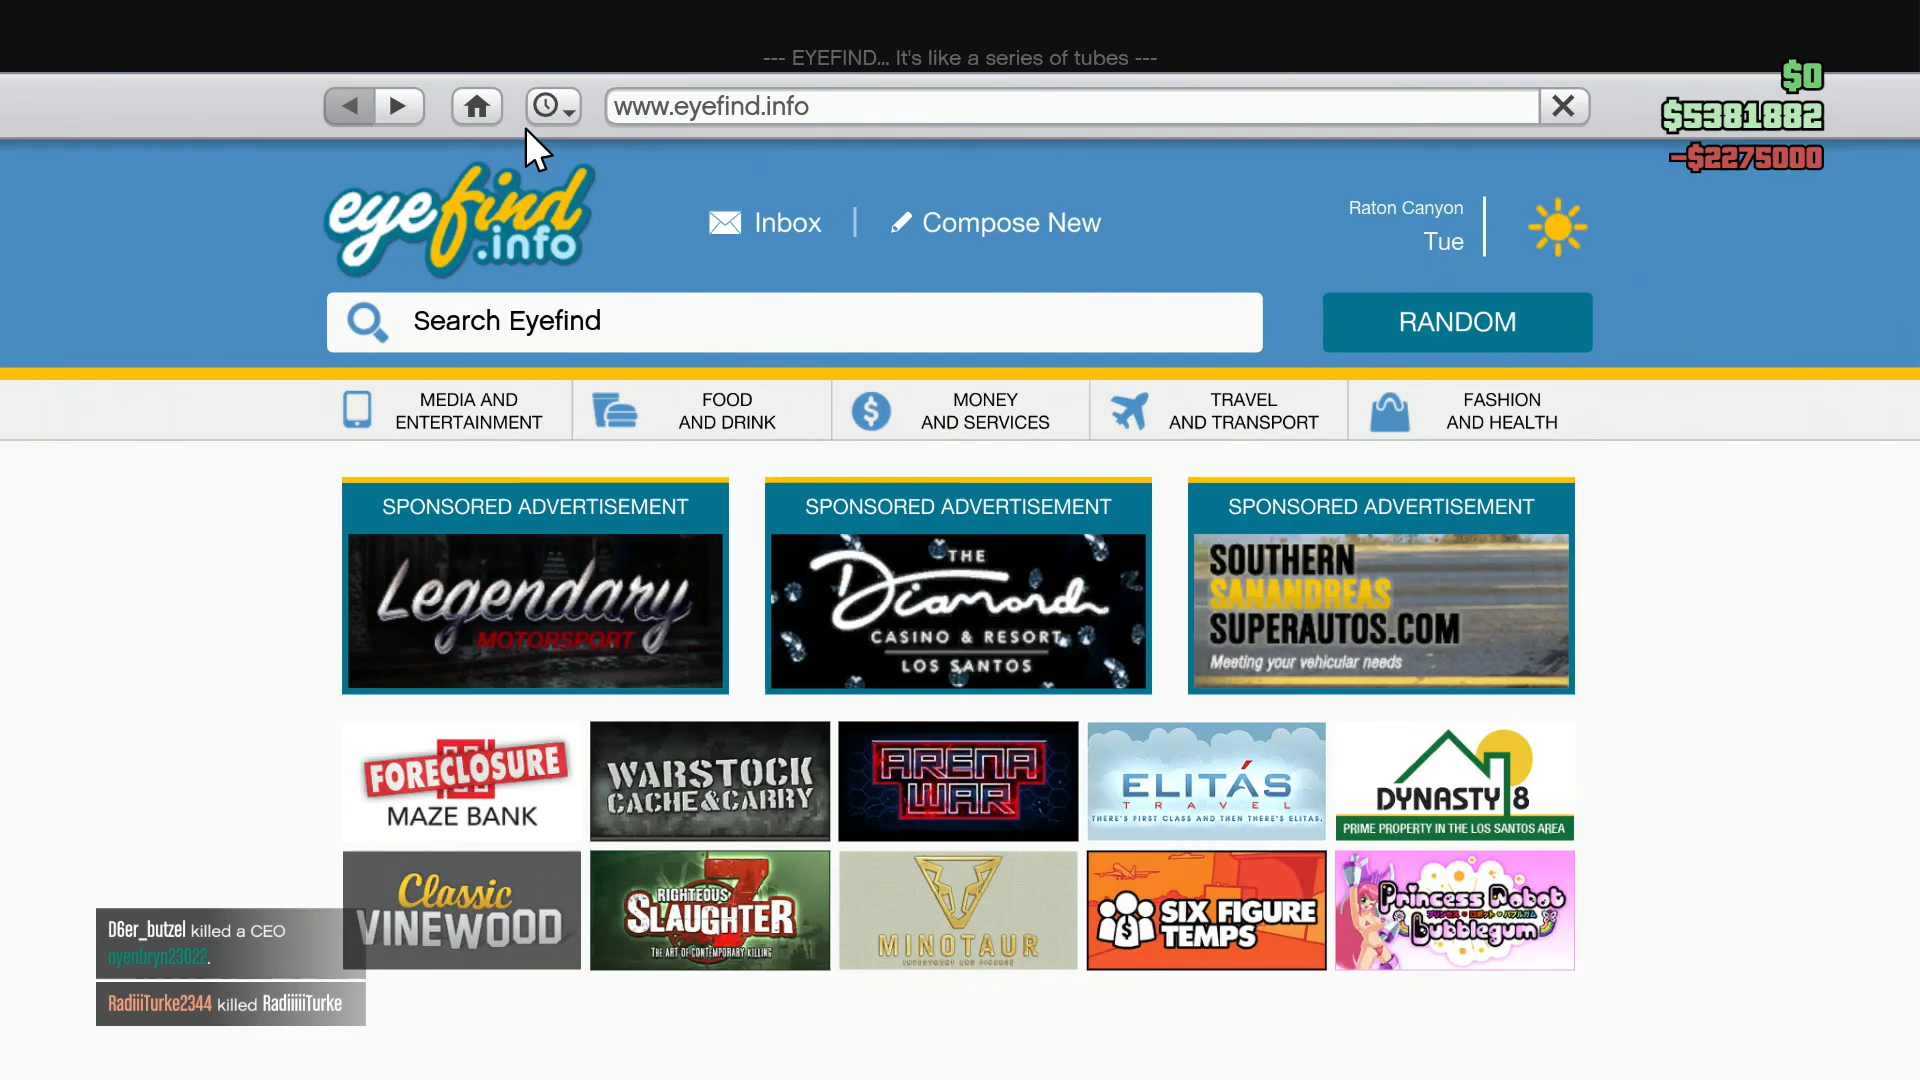 --- EYEFIND... It's like a series of tubes ---
www.eyefind.info
$0
$5381882
-$2275000
eyefind
.info
Inbox
Compose New
Raton Canyon
Tue
Search Eyefind
RANDOM
MEDIA AND
ENTERTAINMENT
FOOD
AND DRINK
MONEY
AND SERVICES
TRAVEL
AND TRANSPORT
FASHION
AND HEALTH
SPONSORED ADVERTISEMENT
Legendary
MOTORSPORT
SPONSORED ADVERTISEMENT
THE
Diamond
CASINO & RESORT
LOS SANTOS
SPONSORED ADVERTISEMENT
SOUTHERN
SANANDREAS
SUPERAUTOS.COM
Meeting your vehicular needs
FORECLOSURE
MAZE BANK
WARSTOCK
CACHE&CARRY
ARENA
WAR
ELITÁS
TRAVEL
THERE'S FIRST CLASS AND THEN THERE'S ELITAS.
DYNASTY 8
PRIME PROPERTY IN THE LOS SANTOS AREA
Classic
VINEWOOD
RIGHTEOUS
SLAUGHTER
7
THE ART OF CONTEMPORARY KILLING
MINOTAUR
INVESTMENT AND FINANCE
SIX FIGURE
TEMPS
Princess Robot
Bubblegum
D6er_butzel killed a CEO
oyenbryn23022.
RadiiiTurke2344 killed RadiiiiiTurke